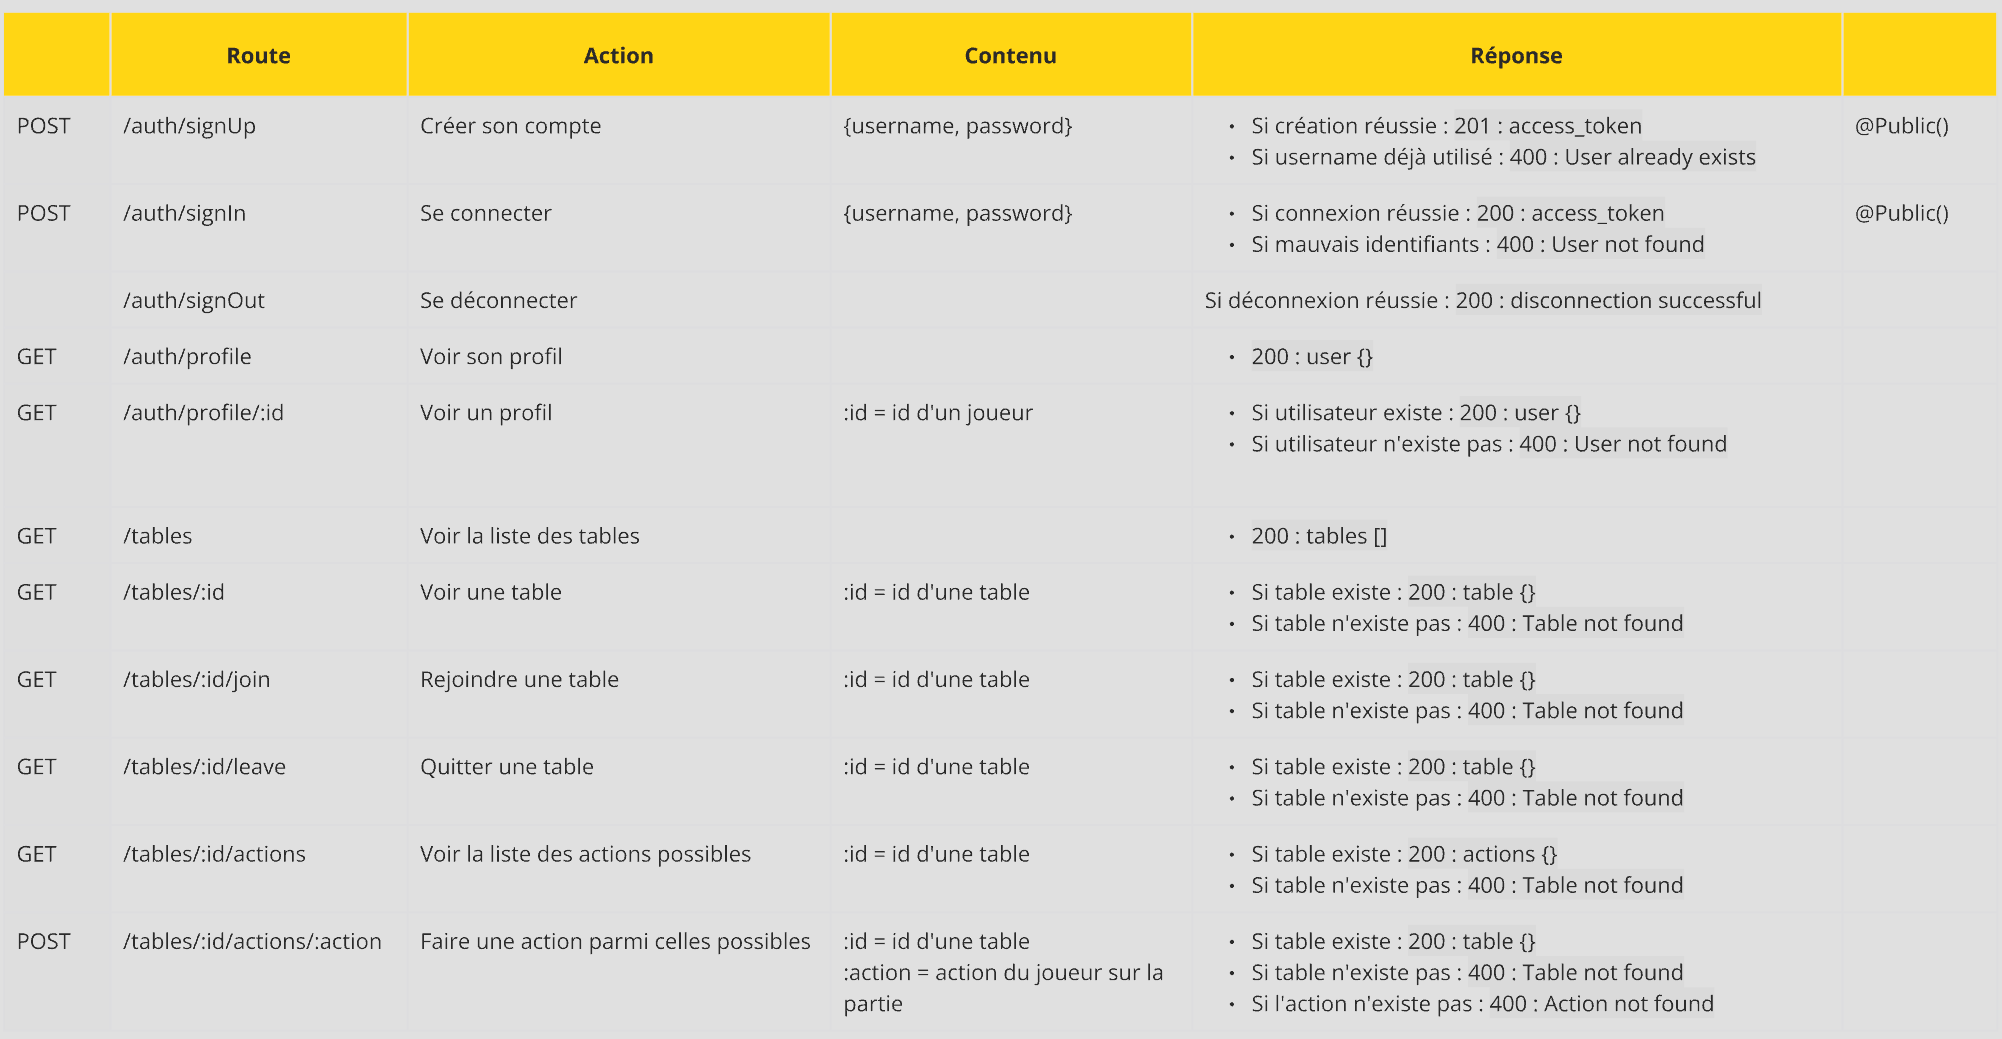 Route Action Contenu Réponse
POST /auth/signUp Créer son compte {username, password} • Si création réussie : 201 : access_token @Public()
• Si username déjà utilisé : 400 : User already exists
POST /auth/signIn Se connecter {username, password} • Si connexion réussie : 200 : access_token @Public()
• Si mauvais identifiants : 400 : User not found
/auth/signOut Se déconnecter Si déconnexion réussie : 200 : disconnection successful
GET /auth/profile Voir son profil • 200 : user {}
GET /auth/profile/:id Voir un profil :id = id d'un joueur • Si utilisateur existe : 200 : user {}
• Si utilisateur n'existe pas : 400 : User not found
GET /tables Voir la liste des tables • 200 : tables []
GET /tables/:id Voir une table :id = id d'une table • Si table existe : 200 : table {}
• Si table n'existe pas : 400 : Table not found
GET /tables/:id/join Rejoindre une table :id = id d'une table • Si table existe : 200 : table {}
• Si table n'existe pas : 400 : Table not found
GET /tables/:id/leave Quitter une table :id = id d'une table • Si table existe : 200 : table {}
• Si table n'existe pas : 400 : Table not found
GET /tables/:id/actions Voir la liste des actions possibles :id = id d'une table • Si table existe : 200 : actions {}
• Si table n'existe pas : 400 : Table not found
POST /tables/:id/actions/:action Faire une action parmi celles possibles :id = id d'une table • Si table existe : 200 : table {}
:action = action du joueur sur la • Si table n'existe pas : 400 : Table not found
partie • Si l'action n'existe pas : 400 : Action not found